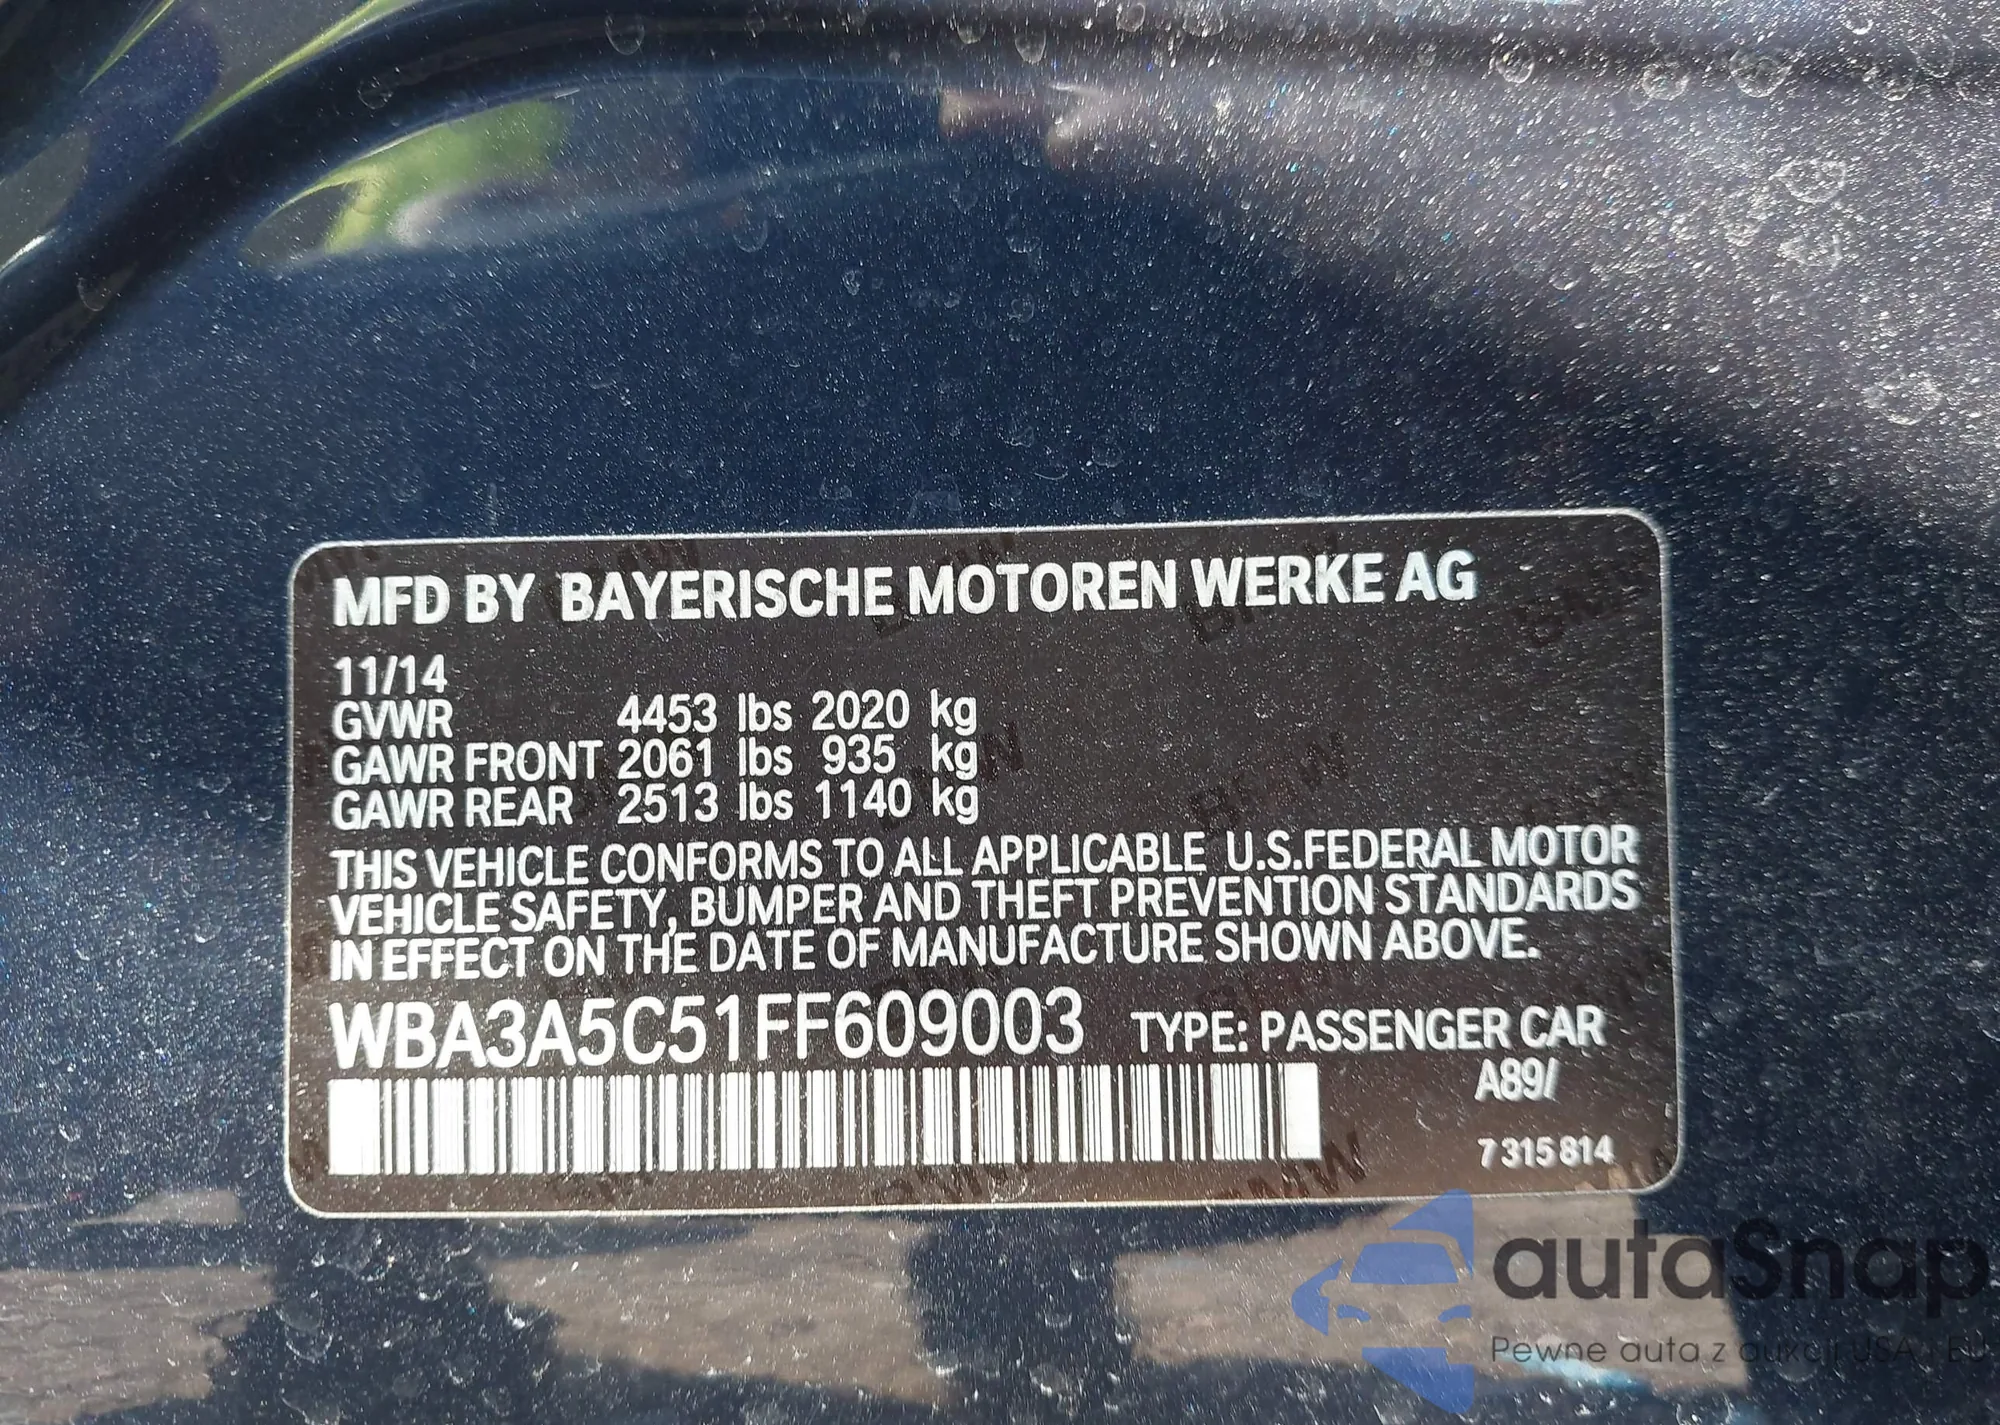 MFD BY BAYERISCHE MOTOREN WERKE AG
11/14
GVWR 4453 lbs 2020 kg
GAWR FRONT 2061 lbs 935 kg
GAWR REAR 2513 lbs 1140 kg
THIS VEHICLE CONFORMS TO ALL APPLICABLE U.S.FEDERAL MOTOR
VEHICLE SAFETY, BUMPER AND THEFT PREVENTION STANDARDS
IN EFFECT ON THE DATE OF MANUFACTURE SHOWN ABOVE.
WBA3A5C51FF609003 TYPE: PASSENGER CAR
A89/
7 315 814
autaSnap
Pewne auta z aukcji USA i EU